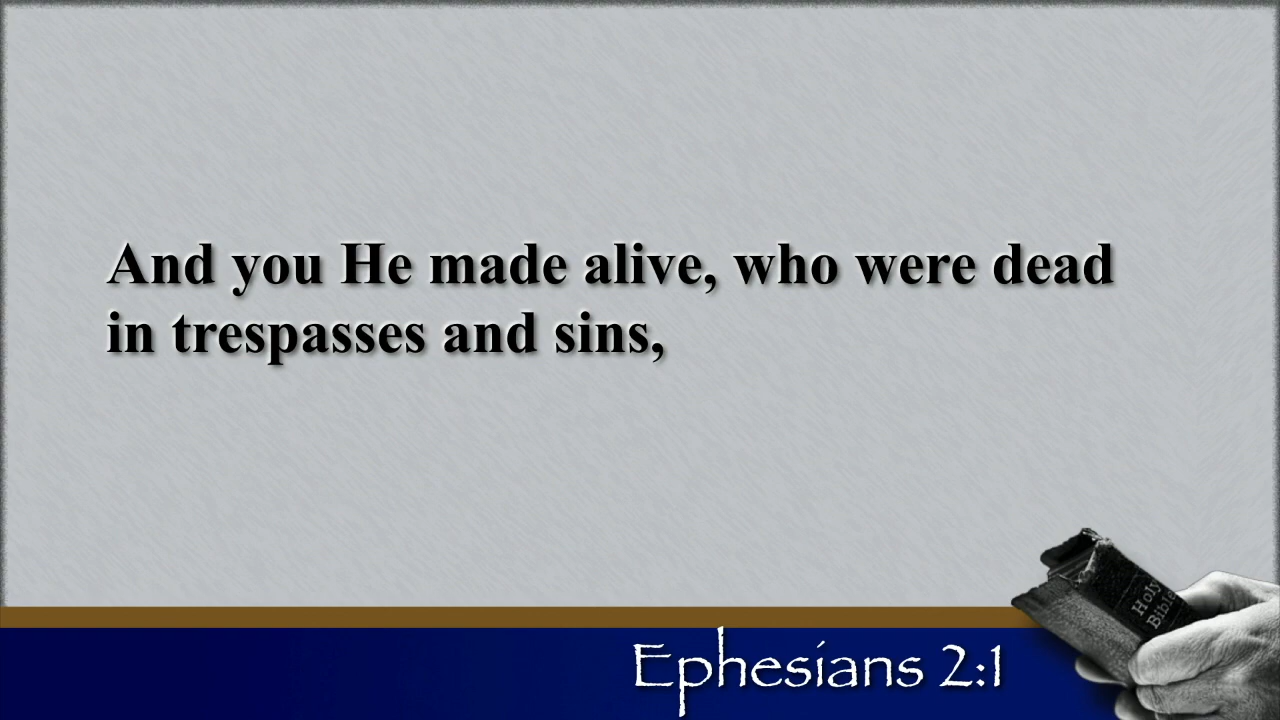 And you He made alive, who were dead
in trespasses and sins,
Holy
Bible
Ephesians 2:1